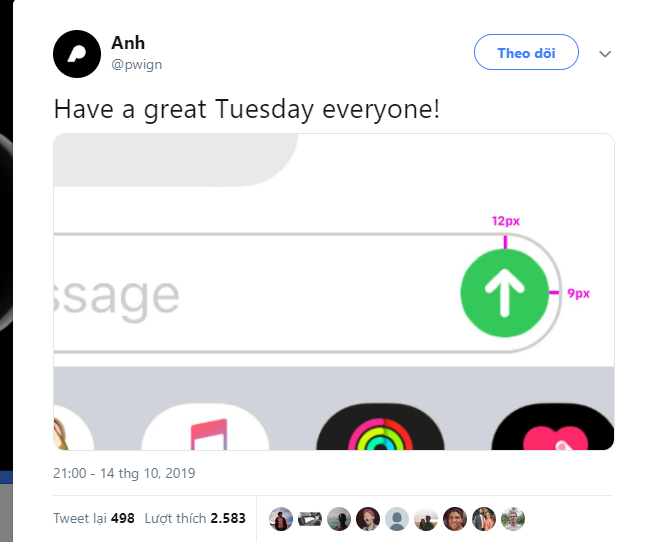 Anh
@pwign
Theo dõi
Have a great Tuesday everyone!
12px
ssage
9px
21:00 - 14 thg 10, 2019
Tweet lại 498 Lượt thích 2.583